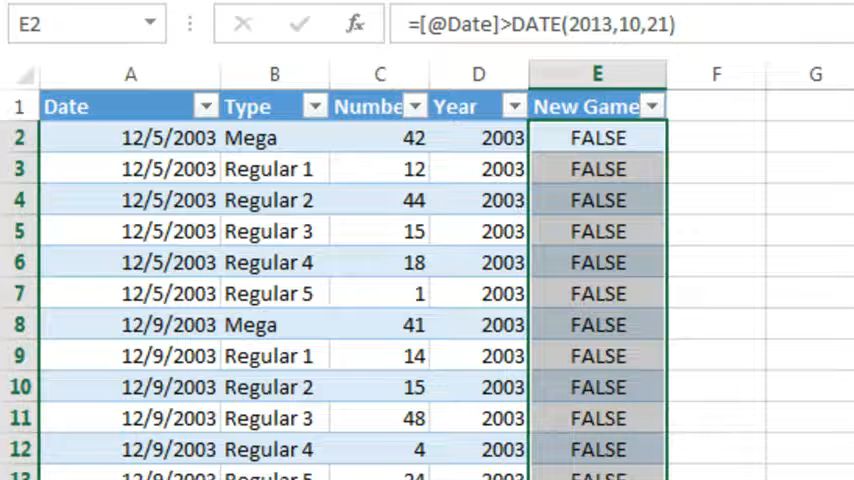 E2 fx =[@Date]>DATE(2013,10,21)
A B C D E F G
1 Date Type Numbe Year New Game
2 12/5/2003 Mega 42 2003 FALSE
3 12/5/2003 Regular 1 12 2003 FALSE
4 12/5/2003 Regular 2 44 2003 FALSE
5 12/5/2003 Regular 3 15 2003 FALSE
6 12/5/2003 Regular 4 18 2003 FALSE
7 12/5/2003 Regular 5 1 2003 FALSE
8 12/9/2003 Mega 41 2003 FALSE
9 12/9/2003 Regular 1 14 2003 FALSE
10 12/9/2003 Regular 2 15 2003 FALSE
11 12/9/2003 Regular 3 48 2003 FALSE
12 12/9/2003 Regular 4 4 2003 FALSE
13 12/9/2003 Regular 5 24 2003 FALSE